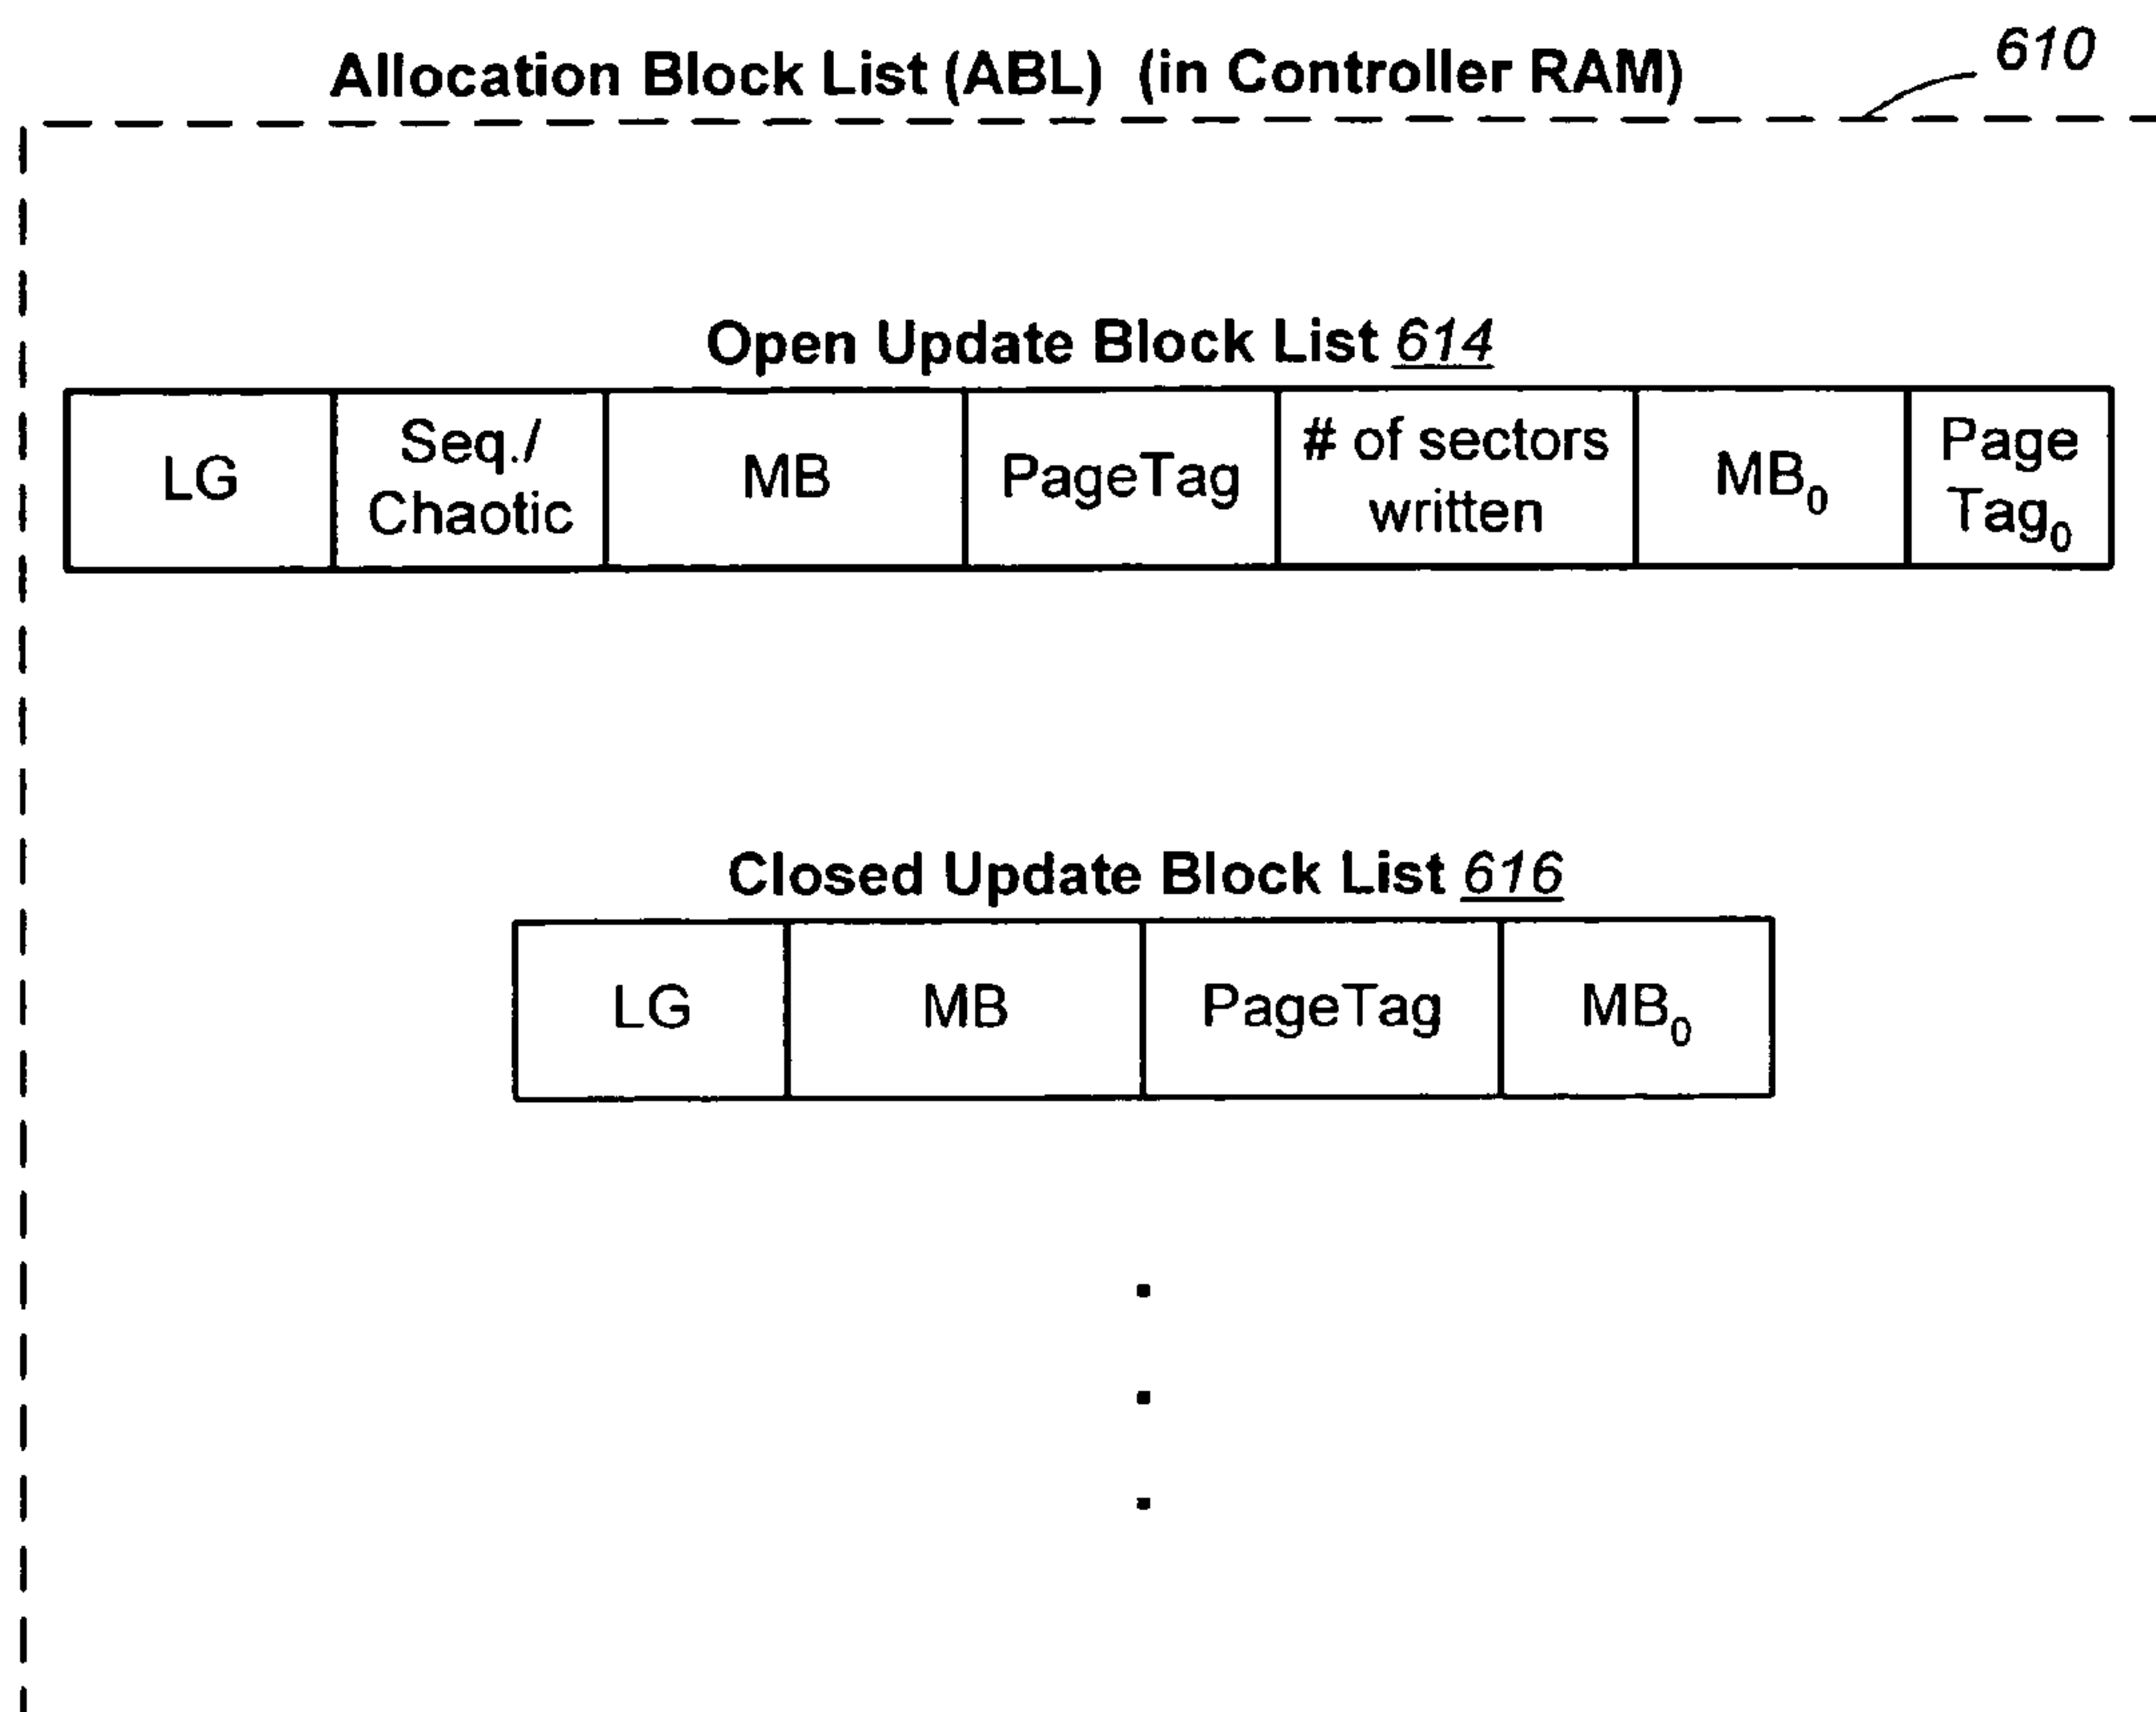 610
Allocation Block List (ABL) (in Controller RAM)
Open Update Block List 614
LG
Seq./
Chaotic
MB
PageTag
# of sectors
written
MB₀
Page
Tag₀
Closed Update Block List 616
LG
MB
PageTag
MB₀